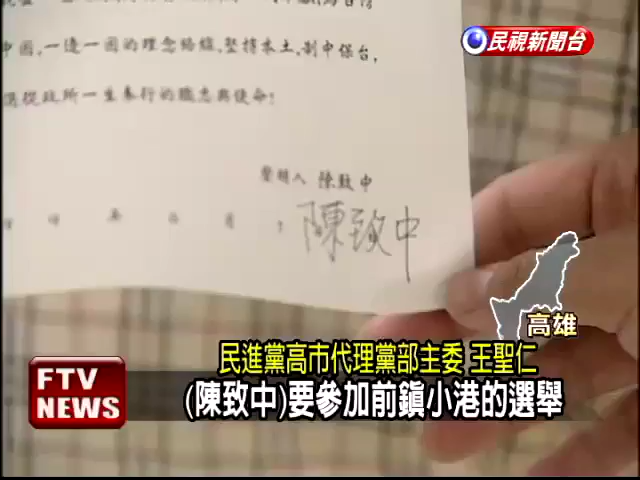 民視新聞台
中國,一邊一國的理念路線,堅持本土,制中保台,
從政所一生奉行的職志與使命!
聲明人 陳致中
陳致中
高雄
民進黨高市代理黨部主委 王聖仁
FTV
NEWS
(陳致中)要參加前鎮小港的選舉